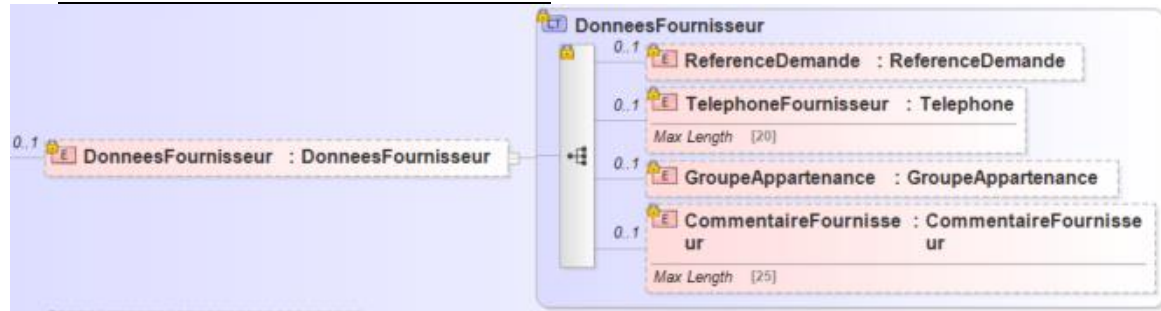 CT DonneesFournisseur
0..1 E ReferenceDemande : ReferenceDemande
0..1 E TelephoneFournisseur : Telephone
Max Length [20]
0..1 E DonneesFournisseur : DonneesFournisseur
0..1 E GroupeAppartenance : GroupeAppartenance
0..1 E CommentaireFournisse : CommentaireFournisse
ur ur
Max Length [25]